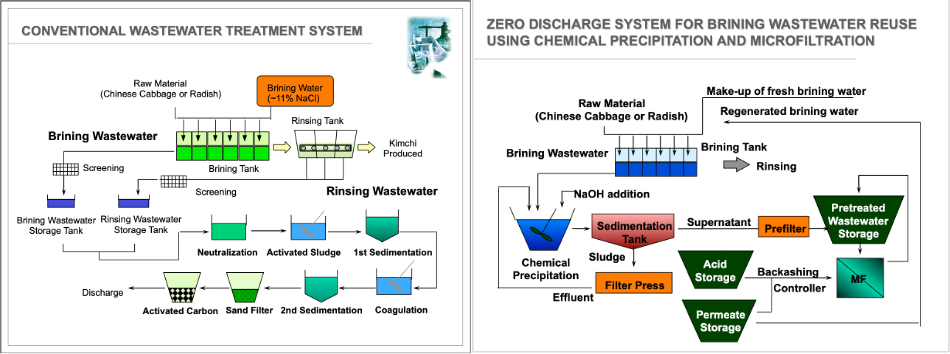 CONVENTIONAL WASTEWATER TREATMENT SYSTEM
Raw Material
(Chinese Cabbage or Radish)
Brining Water
(~11% NaCl)
Rinsing Tank
Brining Wastewater
Kimchi
Produced
Screening
Brining Tank
Screening
Rinsing Wastewater
Brining Wastewater
Storage Tank
Rinsing Wastewater
Storage Tank
Neutralization
Activated Sludge
1st Sedimentation
Discharge
Activated Carbon
Sand Filter
2nd Sedimentation
Coagulation
ZERO DISCHARGE SYSTEM FOR BRINING WASTEWATER REUSE
USING CHEMICAL PRECIPITATION AND MICROFILTRATION
Make-up of fresh brining water
Raw Material
(Chinese Cabbage or Radish)
Regenerated brining water
Brining Wastewater
Brining Tank
Rinsing
NaOH addition
Sedimentation
Tank
Supernatant
Prefilter
Pretreated
Wastewater
Storage
Chemical
Precipitation
Sludge
Filter Press
Effluent
Acid
Storage
Backashing
Controller
MF
Permeate
Storage